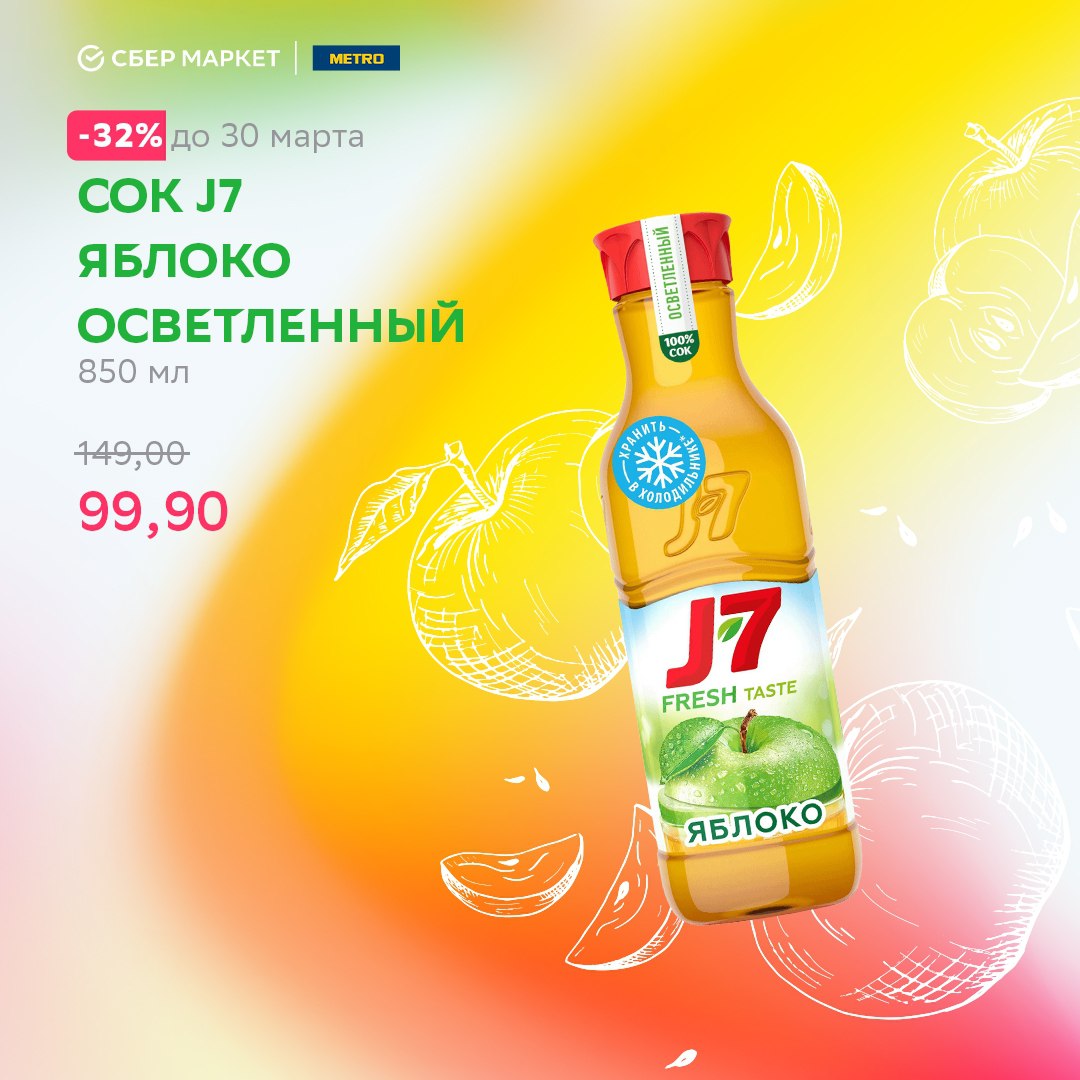 СБЕР МАРКЕТ
METRO
-32% до 30 марта
СОК J7
ЯБЛОКО
ОСВЕТЛЕННЫЙ
850 мл
149,00
99,90
ОСВЕТЛЕННЫЙ
100%
СОК
ХРАНИТЬ
В ХОЛОДИЛЬНИКЕ*
J7
J7
FRESH TASTE
ЯБЛОКО